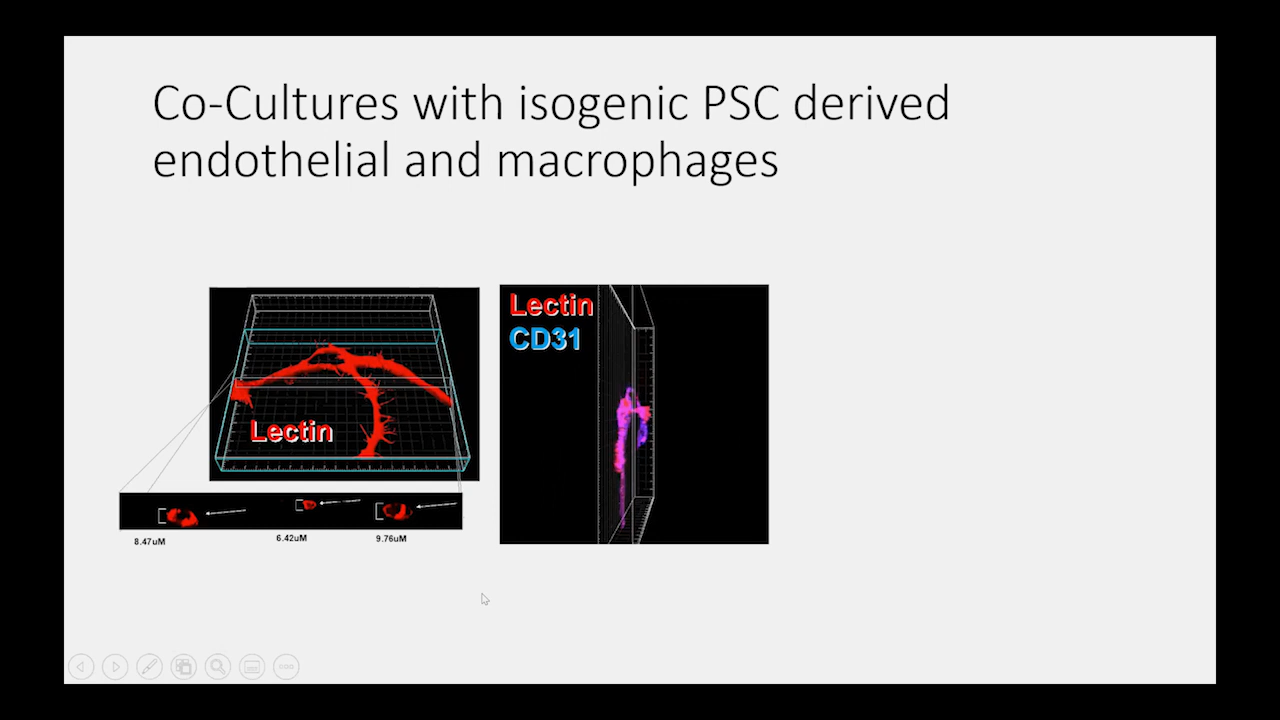 Co-Cultures with isogenic PSC derived
endothelial and macrophages
Lectin
8.47uM
6.42uM
9.76uM
Lectin
CD31